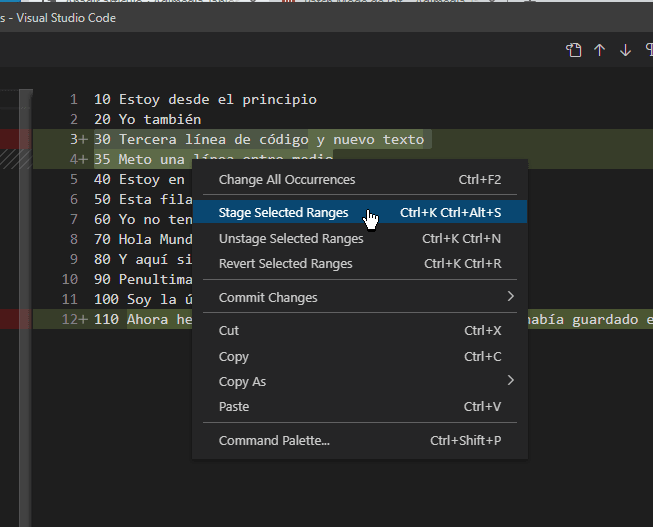 s - Visual Studio Code
1 10 Estoy desde el principio
2 20 Yo también
3+ 30 Tercera línea de código y nuevo texto
4+ 35 Meto una línea entre medio
5 40 Estoy en
6 50 Esta fila
7 60 Yo no ten
8 70 Hola Mund
9 80 Y aquí si
10 90 Penultima
11 100 Soy la ú
12+ 110 Ahora he abía guardado e
Change All Occurrences Ctrl+F2
Stage Selected Ranges Ctrl+K Ctrl+Alt+S
Unstage Selected Ranges Ctrl+K Ctrl+N
Revert Selected Ranges Ctrl+K Ctrl+R
Commit Changes
Cut Ctrl+X
Copy Ctrl+C
Copy As
Paste Ctrl+V
Command Palette... Ctrl+Shift+P